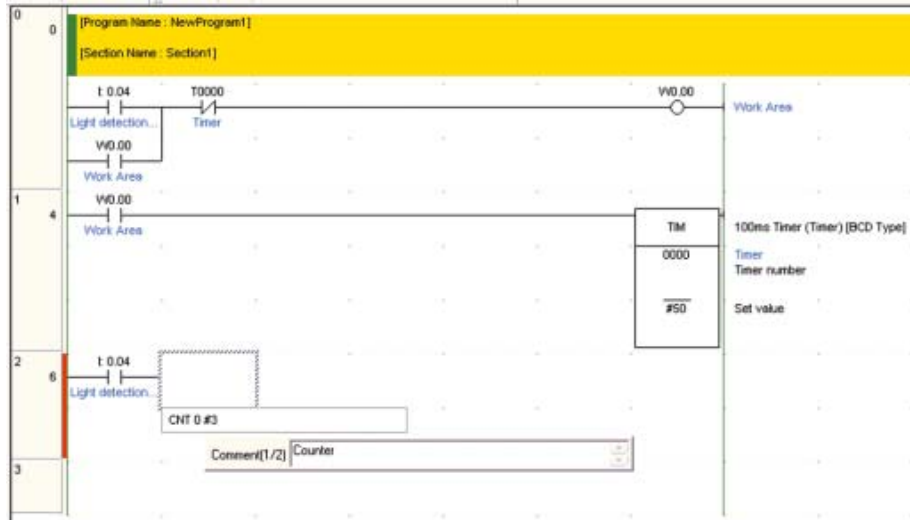 0
0
[Program Name : NewProgram1]
[Section Name : Section1]
I: 0.04
T0000
W0.00
Light detection...
Timer
Work Area
W0.00
Work Area
1
4
W0.00
Work Area
TIM
100ms Timer (Timer) [BCD Type]
0000
Timer
Timer number
#50
Set value
2
6
I: 0.04
Light detection...
CNT 0 #3
Comment(1/2) Counter
3